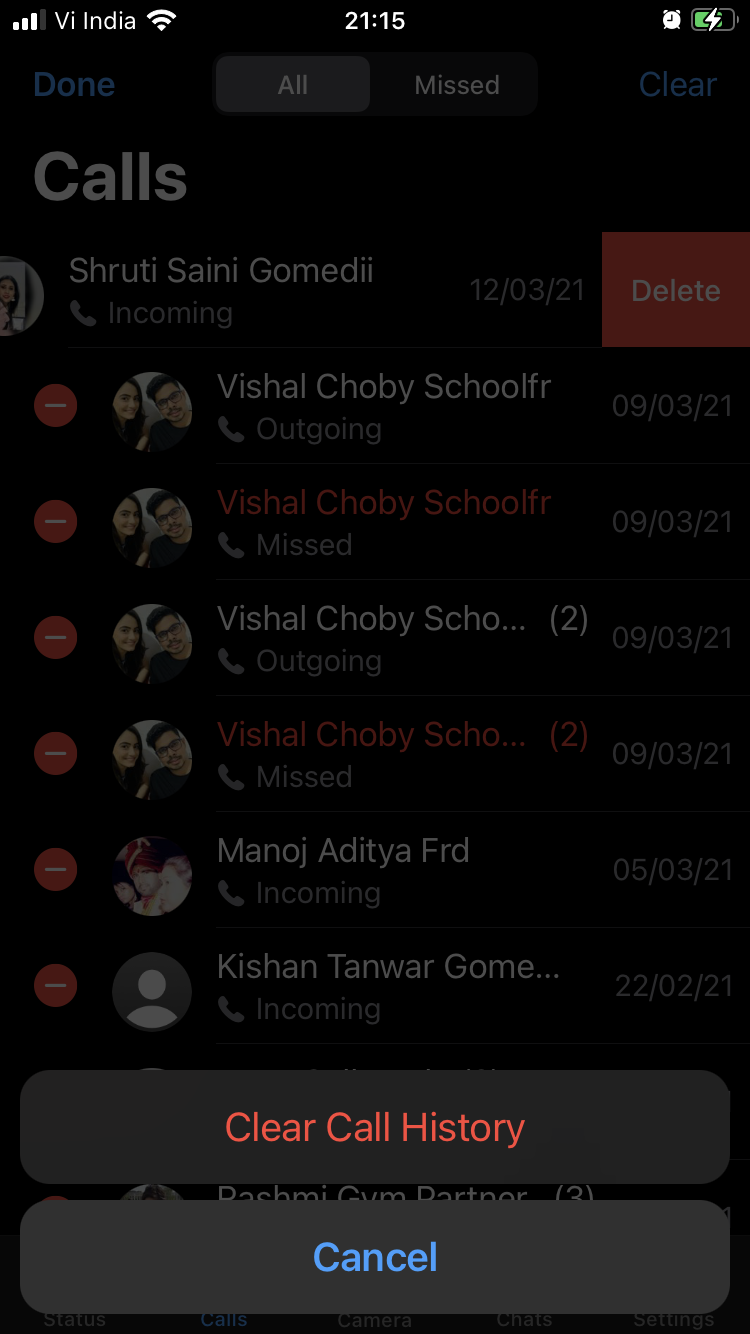 Vi India 21:15
Done All Missed Clear
Calls
Shruti Saini Gomedii
Incoming
12/03/21
Delete
Vishal Choby Schoolfr
Outgoing
09/03/21
Vishal Choby Schoolfr
Missed
09/03/21
Vishal Choby Scho... (2)
Outgoing
09/03/21
Vishal Choby Scho... (2)
Missed
09/03/21
Manoj Aditya Frd
Incoming
05/03/21
Kishan Tanwar Gome...
Incoming
22/02/21
Clear Call History
Rashmi Gym Partner (3)
Cancel
Status Calls Camera Chats Settings